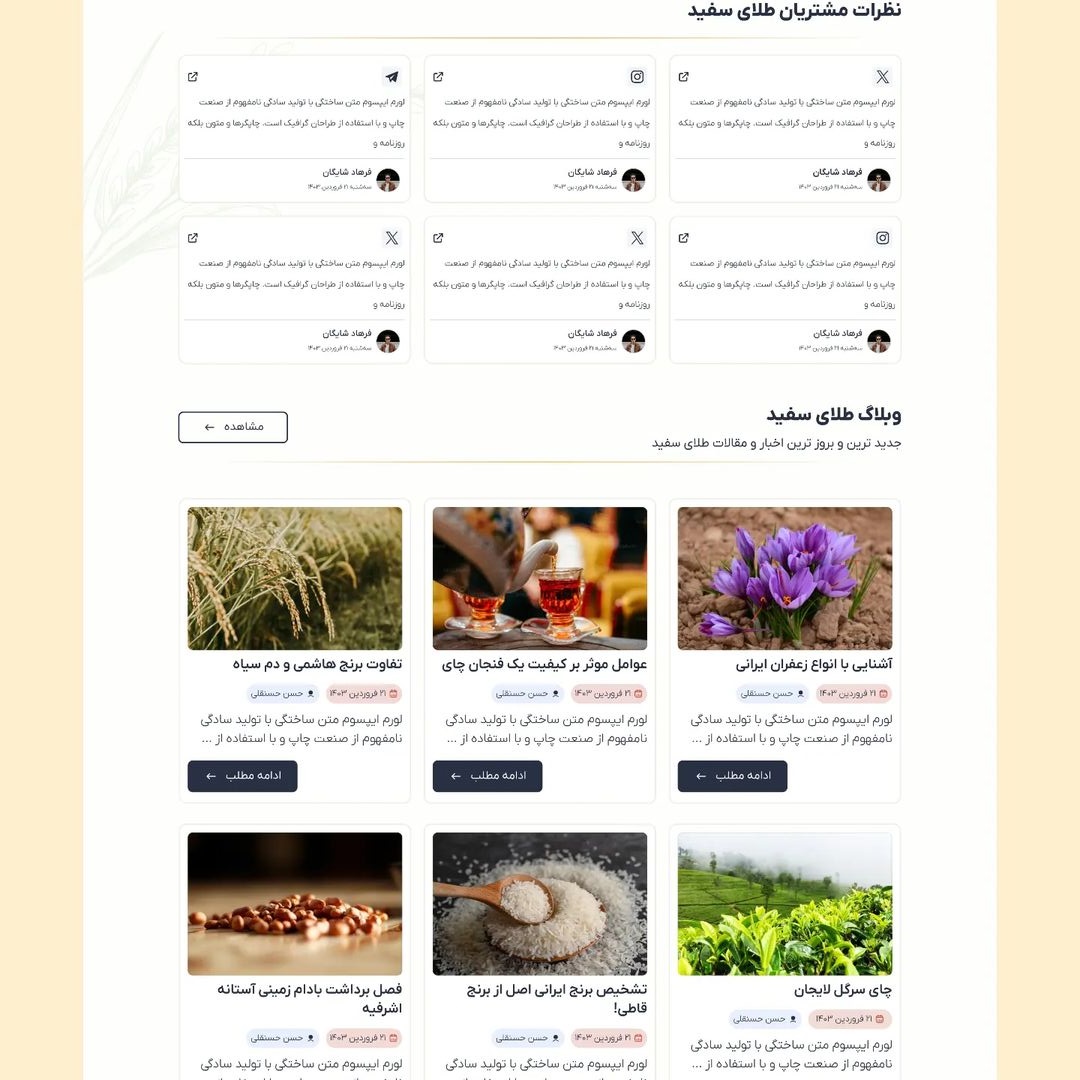 نظرات مشتریان طلای سفید
لورم ایپسوم متن ساختگی با تولید سادگی نامفهوم از صنعت
چاپ و با استفاده از طراحان گرافیک است. چاپگرها و متون بلکه
روزنامه و
فرهاد شایگان
سه‌شنبه ۲۱ فروردین ۱۴۰۳
لورم ایپسوم متن ساختگی با تولید سادگی نامفهوم از صنعت
چاپ و با استفاده از طراحان گرافیک است. چاپگرها و متون بلکه
روزنامه و
فرهاد شایگان
سه‌شنبه ۲۱ فروردین ۱۴۰۳
لورم ایپسوم متن ساختگی با تولید سادگی نامفهوم از صنعت
چاپ و با استفاده از طراحان گرافیک است. چاپگرها و متون بلکه
روزنامه و
فرهاد شایگان
سه‌شنبه ۲۱ فروردین ۱۴۰۳
لورم ایپسوم متن ساختگی با تولید سادگی نامفهوم از صنعت
چاپ و با استفاده از طراحان گرافیک است. چاپگرها و متون بلکه
روزنامه و
فرهاد شایگان
سه‌شنبه ۲۱ فروردین ۱۴۰۳
لورم ایپسوم متن ساختگی با تولید سادگی نامفهوم از صنعت
چاپ و با استفاده از طراحان گرافیک است. چاپگرها و متون بلکه
روزنامه و
فرهاد شایگان
سه‌شنبه ۲۱ فروردین ۱۴۰۳
لورم ایپسوم متن ساختگی با تولید سادگی نامفهوم از صنعت
چاپ و با استفاده از طراحان گرافیک است. چاپگرها و متون بلکه
روزنامه و
فرهاد شایگان
سه‌شنبه ۲۱ فروردین ۱۴۰۳
وبلاگ طلای سفید
جدید ترین و بروز ترین اخبار و مقالات طلای سفید
مشاهده
آشنایی با انواع زعفران ایرانی
۲۱ فروردین ۱۴۰۳
حسن حسنقلی
لورم ایپسوم متن ساختگی با تولید سادگی
نامفهوم از صنعت چاپ و با استفاده از ...
ادامه مطلب
عوامل موثر بر کیفیت یک فنجان چای
۲۱ فروردین ۱۴۰۳
حسن حسنقلی
لورم ایپسوم متن ساختگی با تولید سادگی
نامفهوم از صنعت چاپ و با استفاده از ...
ادامه مطلب
تفاوت برنج هاشمی و دم سیاه
۲۱ فروردین ۱۴۰۳
حسن حسنقلی
لورم ایپسوم متن ساختگی با تولید سادگی
نامفهوم از صنعت چاپ و با استفاده از ...
ادامه مطلب
چای سرگل لایجان
۲۱ فروردین ۱۴۰۳
حسن حسنقلی
لورم ایپسوم متن ساختگی با تولید سادگی
نامفهوم از صنعت چاپ و با استفاده از ...
تشخیص برنج ایرانی اصل از برنج
قاطی!
۲۱ فروردین ۱۴۰۳
حسن حسنقلی
لورم ایپسوم متن ساختگی با تولید سادگی
فصل برداشت بادام زمینی آستانه
اشرفیه
۲۱ فروردین ۱۴۰۳
حسن حسنقلی
لورم ایپسوم متن ساختگی با تولید سادگی